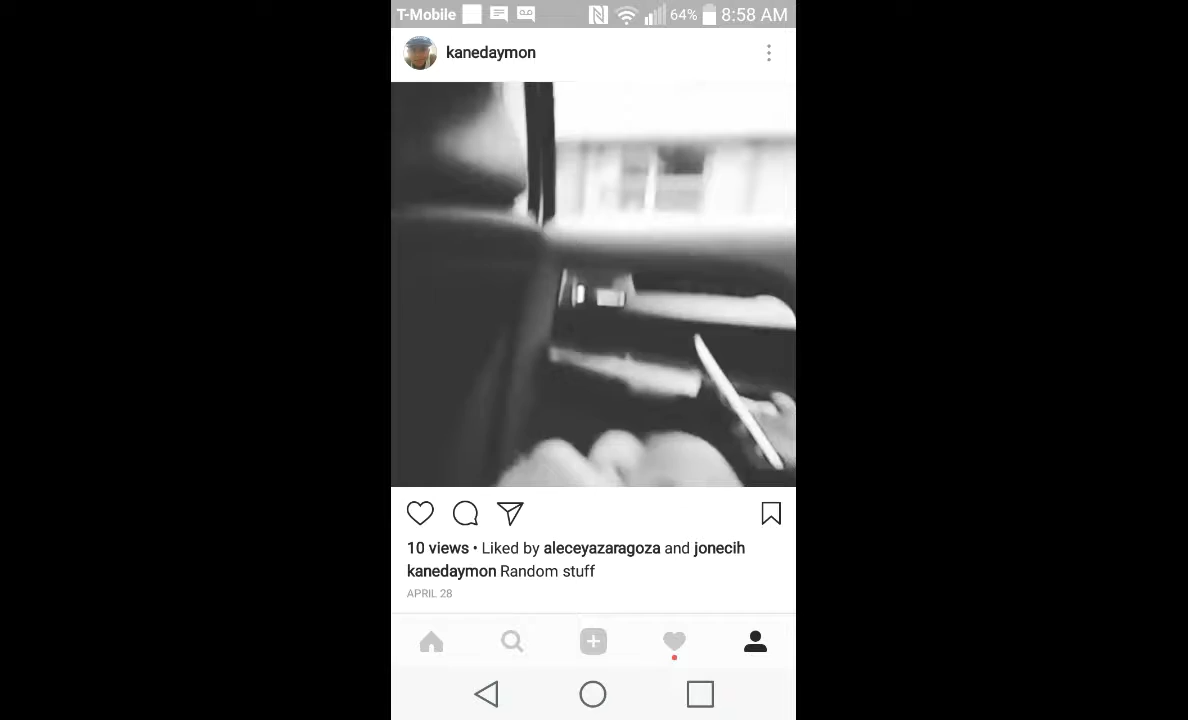 T-Mobile 64% 8:58 AM
kanedaymon
10 views • Liked by aleceyazaragoza and jonecih
kanedaymon Random stuff
APRIL 28